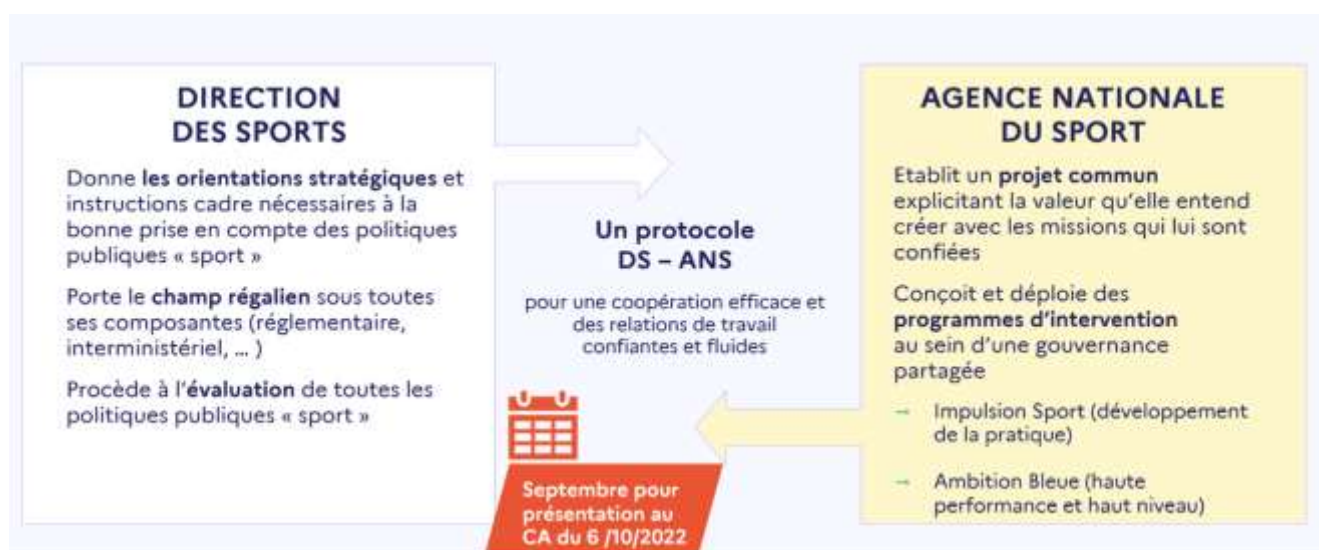 DIRECTION
DES SPORTS
Donne les orientations stratégiques et
instructions cadre nécessaires à la
bonne prise en compte des politiques
publiques « sport »
Porte le champ régalien sous toutes
ses composantes (réglementaire,
interministériel, ... )
Procède à l'évaluation de toutes les
politiques publiques « sport »
Un protocole
DS – ANS
pour une coopération efficace et
des relations de travail
confiantes et fluides
Septembre pour
présentation au
CA du 6 /10/2022
AGENCE NATIONALE
DU SPORT
Etablit un projet commun
explicitant la valeur qu'elle entend
créer avec les missions qui lui sont
confiées
Conçoit et déploie des
programmes d'intervention
au sein d'une gouvernance
partagée
→ Impulsion Sport (développement
de la pratique)
→ Ambition Bleue (haute
performance et haut niveau)